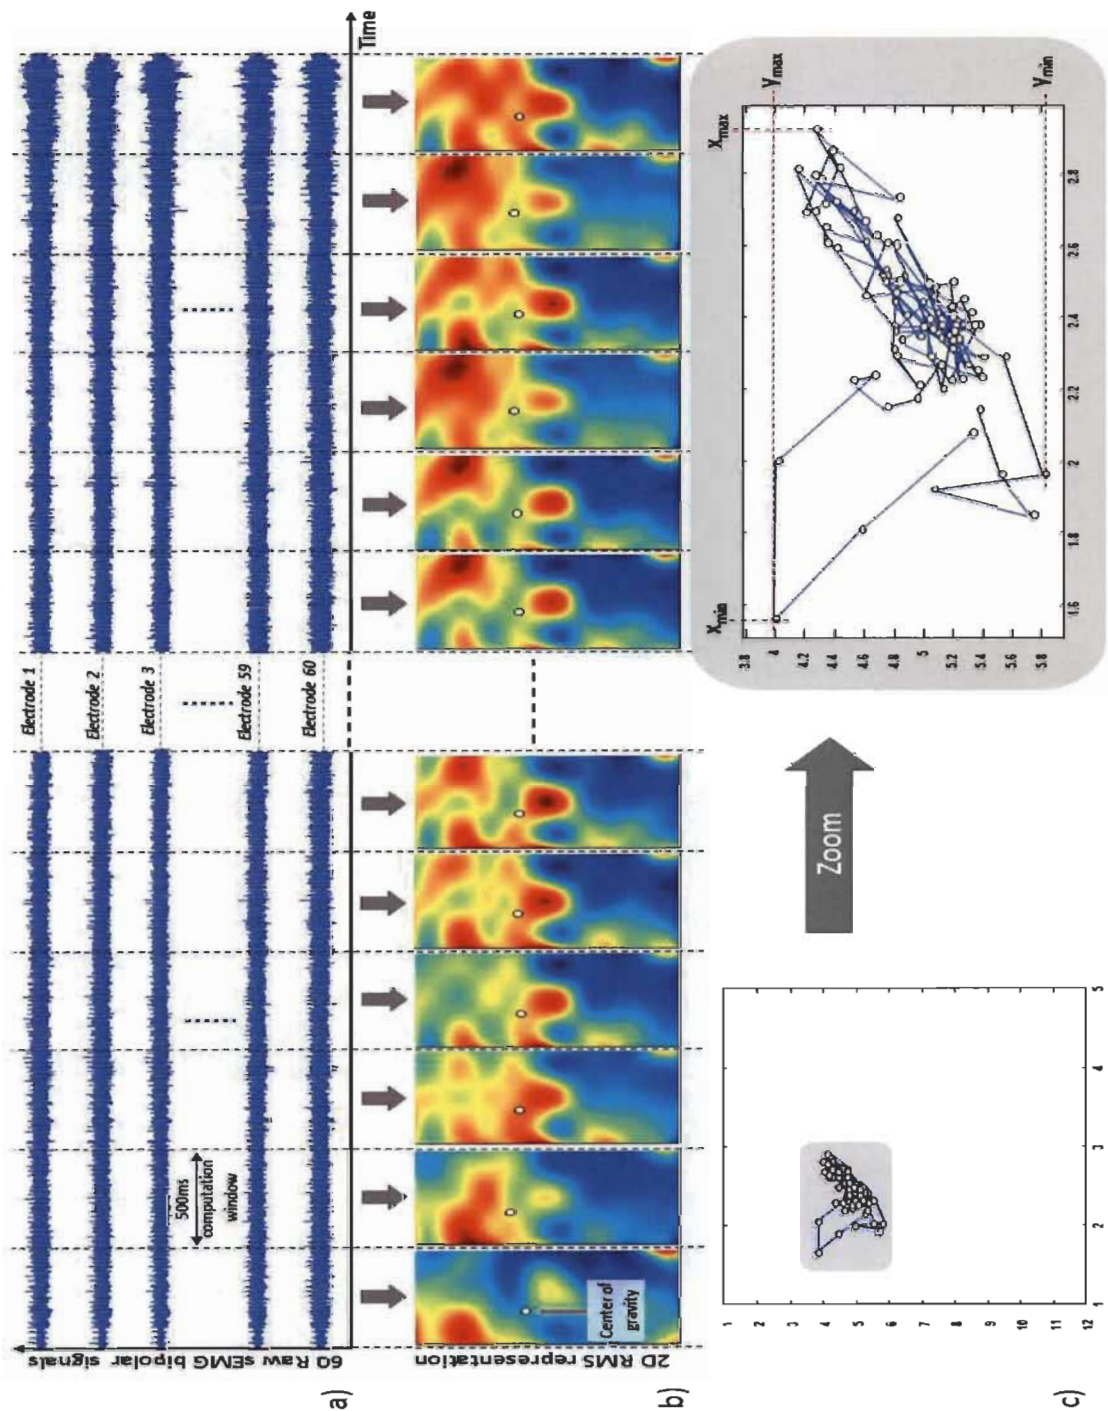 60 Raw sEMG bipolar signals
Electrode 1
Electrode 2
Electrode 3
Electrode 59
Electrode 60
500ms
computation
window
Time
a)
2D RMS representation
Center of
gravity
b)
1
2
3
4
5
6
7
8
9
10
11
12
1
2
3
4
5
Zoom
Xmin
Xmax
Ymax
Ymin
3.8
4
4.2
4.4
4.6
4.8
5
5.2
5.4
5.6
5.8
1.6
1.8
2
2.2
2.4
2.6
2.8
c)